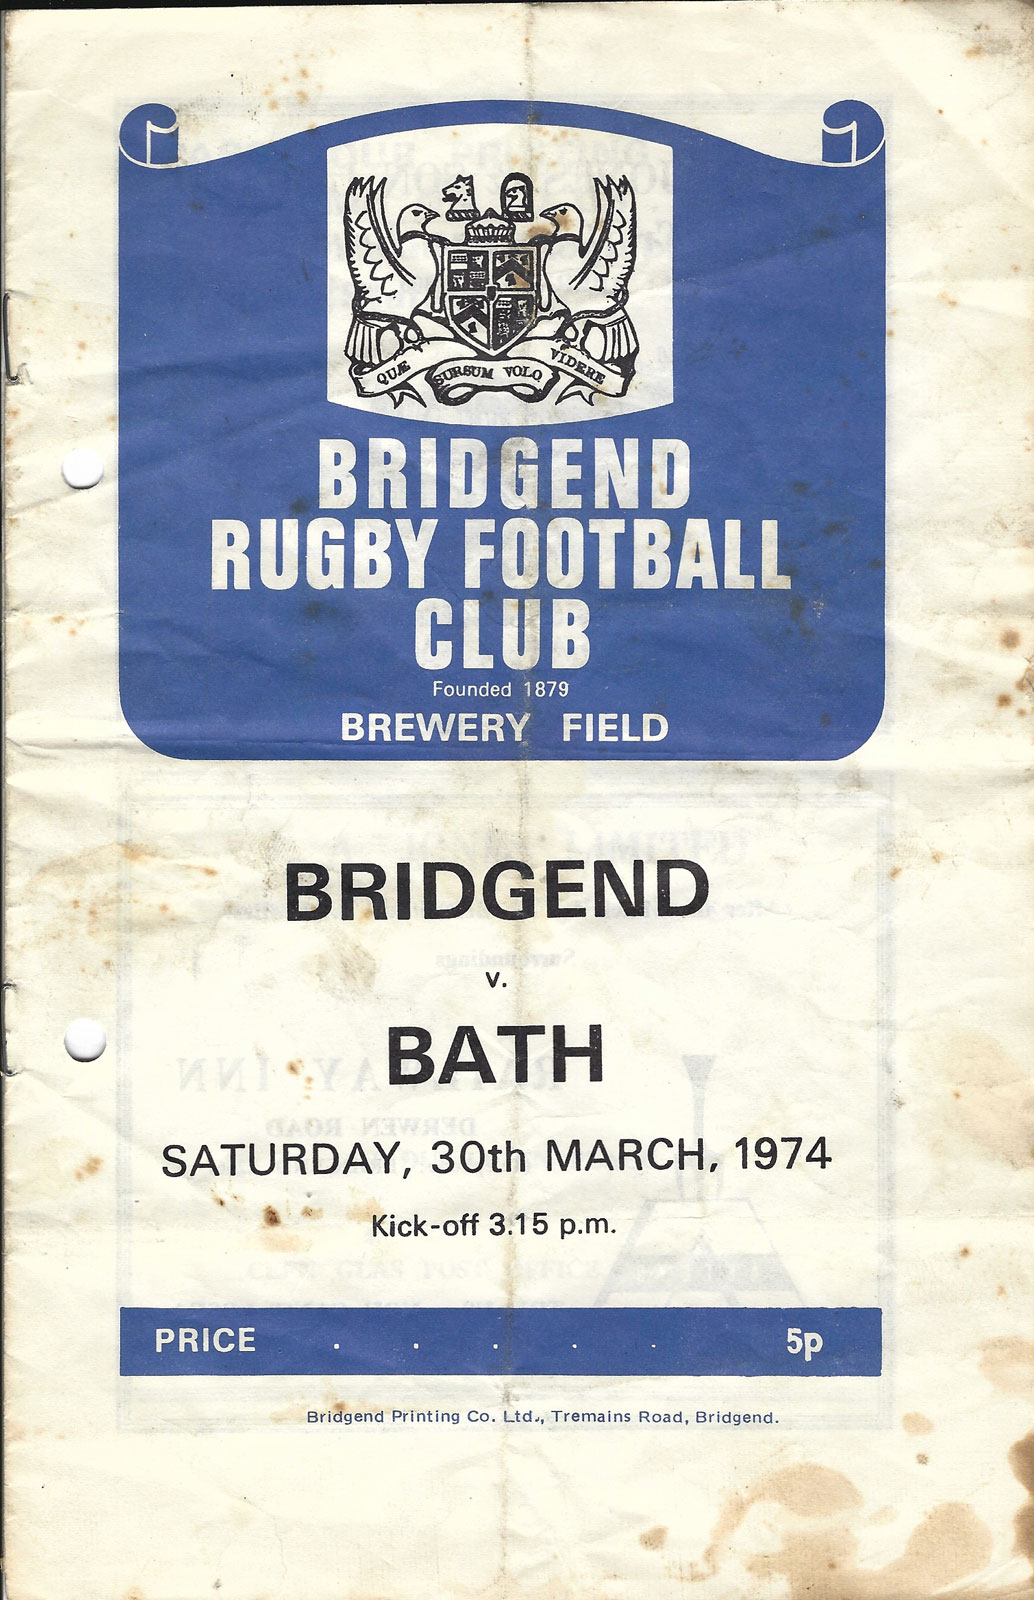 QUÆ SURSUM VOLO VIDERE
BRIDGEND
RUGBY FOOTBALL
CLUB
Founded 1879
BREWERY FIELD
BRIDGEND
v.
BATH
SATURDAY, 30th MARCH, 1974
Kick-off 3.15 p.m.
PRICE . . . . . 5p
Bridgend Printing Co. Ltd., Tremains Road, Bridgend.